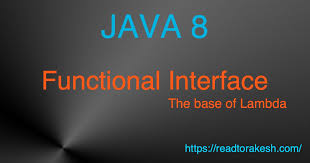 JAVA 8
Functional Interface
The base of Lambda
https://readtorakesh.com/